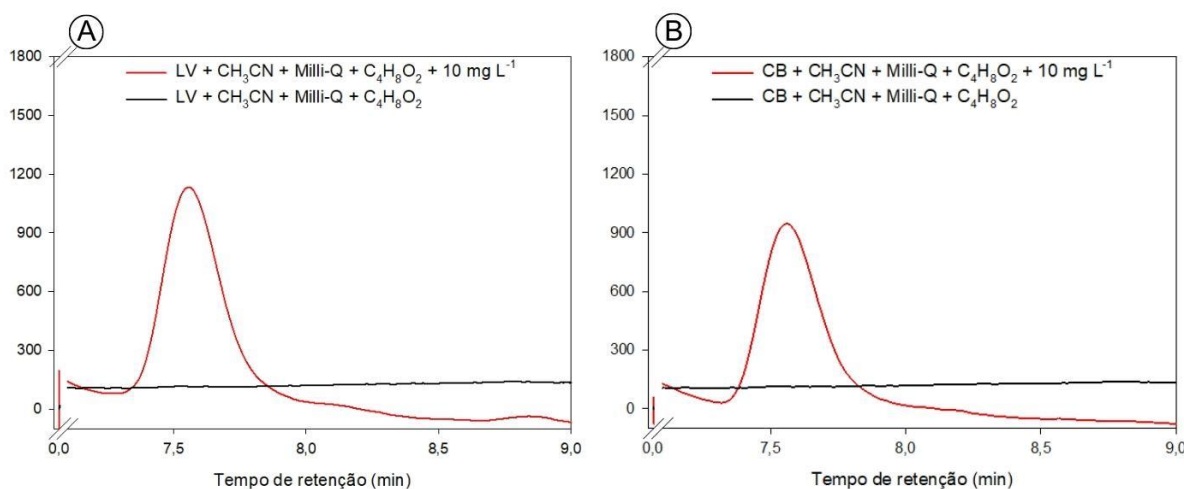 A
1800
1500
1200
900
600
300
0
LV + CH₃CN + Milli-Q + C₄H₈O₂ + 10 mg L⁻¹
LV + CH₃CN + Milli-Q + C₄H₈O₂
0,0 7,5 8,0 8,5 9,0
Tempo de retenção (min)
B
1800
1500
1200
900
600
300
0
CB + CH₃CN + Milli-Q + C₄H₈O₂ + 10 mg L⁻¹
CB + CH₃CN + Milli-Q + C₄H₈O₂
0,0 7,5 8,0 8,5 9,0
Tempo de retenção (min)